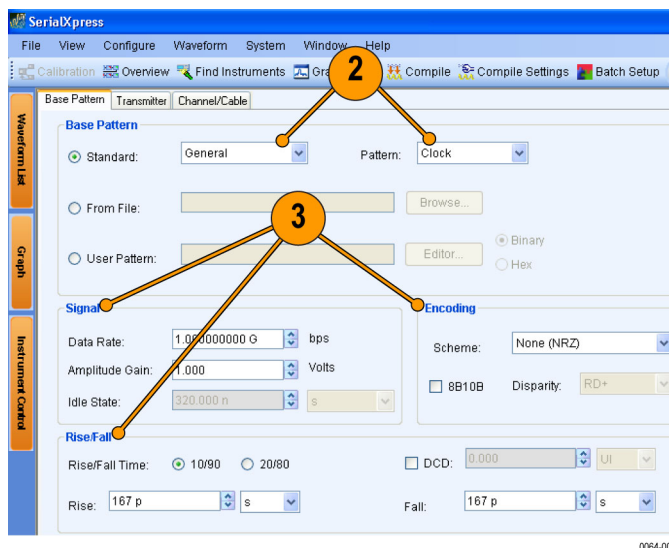 SerialXpress
File View Configure Waveform System Window Help
Calibration Overview Find Instruments Gra Compile Compile Settings Batch Setup
2
Base Pattern Transmitter Channel/Cable
Waveform List
Graph
Instrument Control
Base Pattern
Standard: General Pattern: Clock
From File: Browse...
3
User Pattern: Editor... Binary
Hex
Signal
Data Rate: 1.000000000 G bps
Amplitude Gain: 1.000 Volts
Idle State: 320.000 n s
Encoding
Scheme: None (NRZ)
8B10B Disparity: RD+
Rise/Fall
Rise/Fall Time: 10/90 20/80 DCD: 0.000 UI
Rise: 167 p s Fall: 167 p s